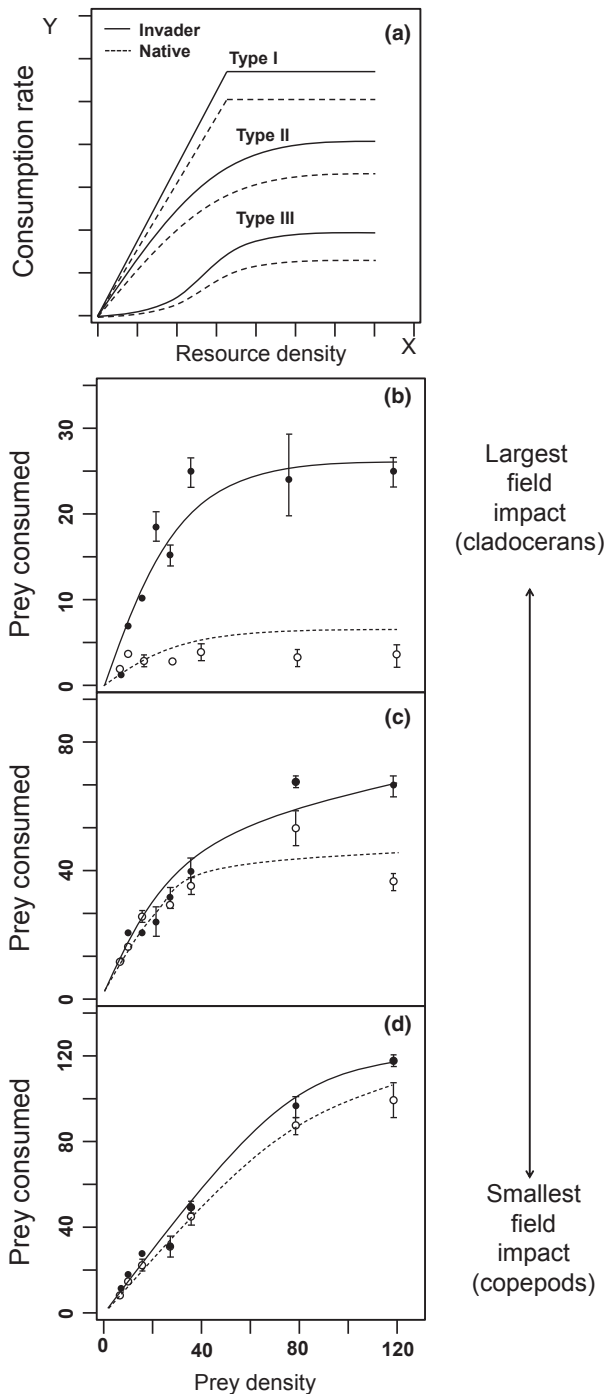 Y
Invader
Native
(a)
Type I
Type II
Type III
Consumption rate
Resource density
X
(b)
30
20
10
0
Prey consumed
Largest
field
impact
(cladocerans)
(c)
80
40
0
Prey consumed
(d)
120
80
40
0
Prey consumed
Smallest
field
impact
(copepods)
0
40
80
120
Prey density